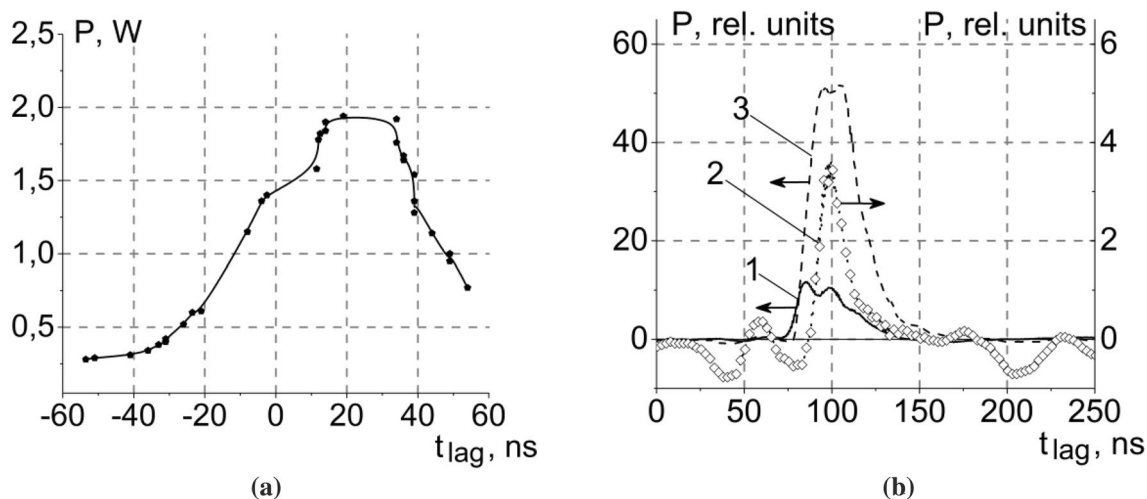 P, W
2,5
2,0
1,5
1,0
0,5
-60 -40 -20 0 20 40 60
t lag, ns
(a)
P, rel. units P, rel. units
60 6
40 4
20 2
0 0
3
2
1
0 50 100 150 200 250
t lag, ns
(b)